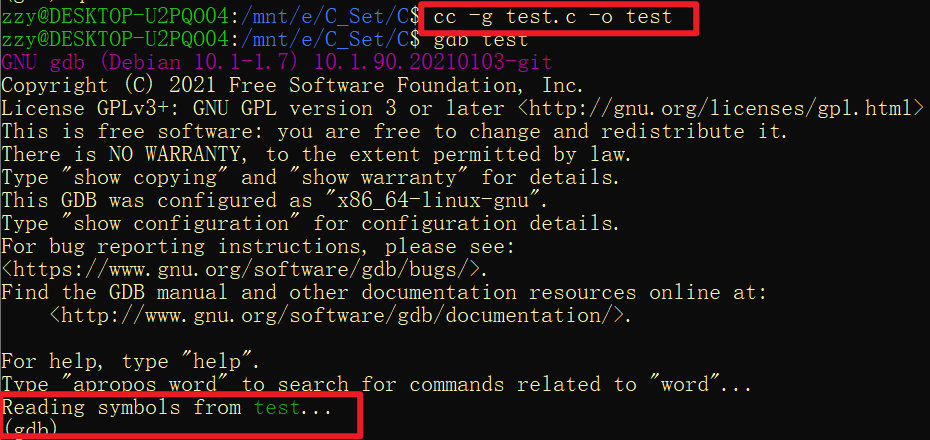 zzy@DESKTOP-U2PQOO4:/mnt/e/C_Set/C$ cc -g test.c -o test
zzy@DESKTOP-U2PQOO4:/mnt/e/C_Set/C$ gdb test
GNU gdb (Debian 10.1-1.7) 10.1.90.20210103-git
Copyright (C) 2021 Free Software Foundation, Inc.
License GPLv3+: GNU GPL version 3 or later <http://gnu.org/licenses/gpl.html>
This is free software: you are free to change and redistribute it.
There is NO WARRANTY, to the extent permitted by law.
Type "show copying" and "show warranty" for details.
This GDB was configured as "x86_64-linux-gnu".
Type "show configuration" for configuration details.
For bug reporting instructions, please see:
<https://www.gnu.org/software/gdb/bugs/>.
Find the GDB manual and other documentation resources online at:
    <http://www.gnu.org/software/gdb/documentation/>.

For help, type "help".
Type "apropos word" to search for commands related to "word"...
Reading symbols from test...
(gdb)